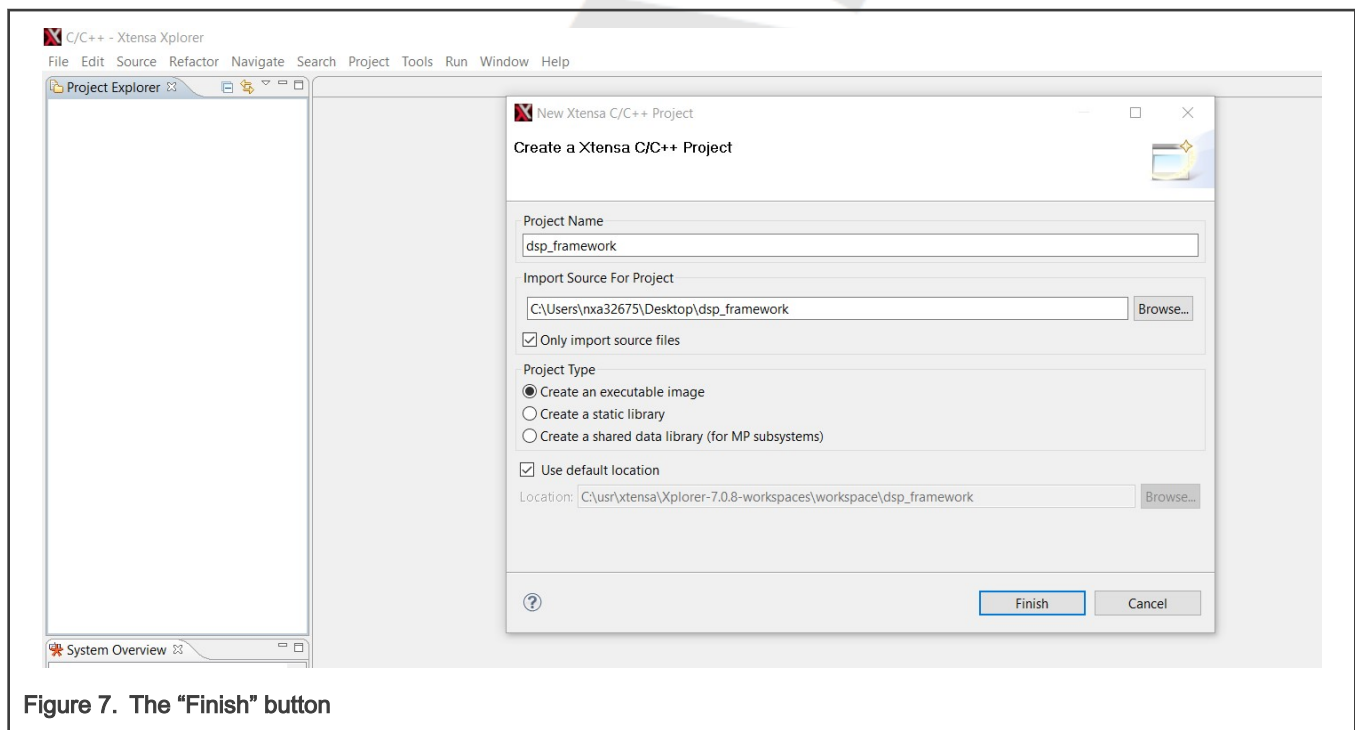 C/C++ - Xtensa Xplorer
File Edit Source Refactor Navigate Search Project Tools Run Window Help
Project Explorer
New Xtensa C/C++ Project
Create a Xtensa C/C++ Project
Project Name
dsp_framework
Import Source For Project
C:\Users\nxa32675\Desktop\dsp_framework Browse...
Only import source files
Project Type
Create an executable image
Create a static library
Create a shared data library (for MP subsystems)
Use default location
Location: C:\usr\xtensa\Xplorer-7.0.8-workspaces\workspace\dsp_framework Browse...
? Finish Cancel
System Overview
Figure 7. The “Finish” button